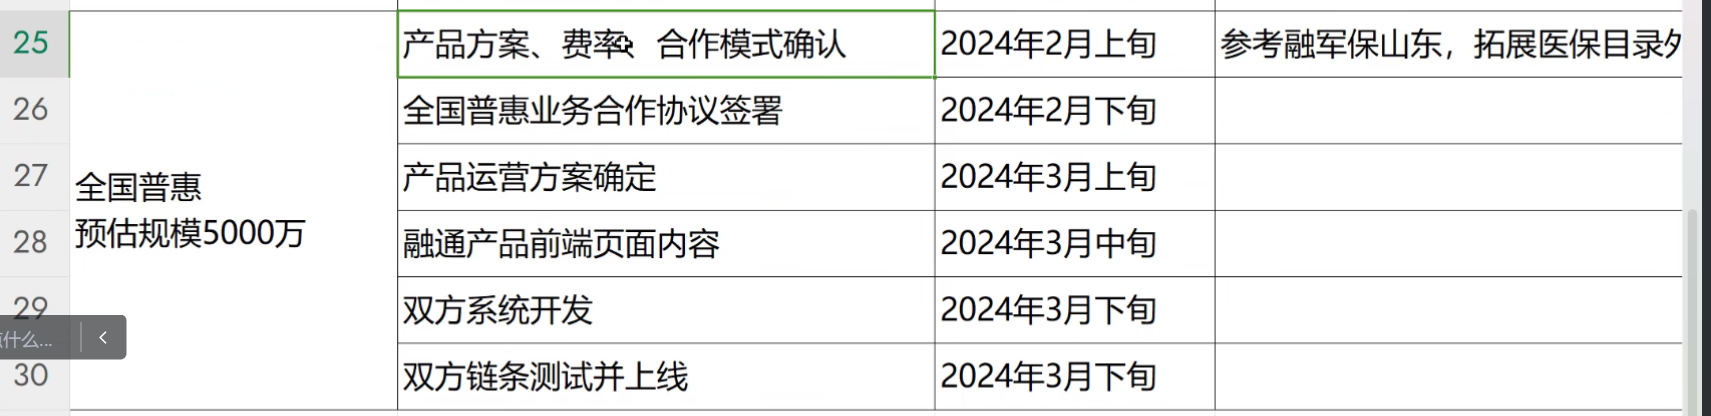 25 产品方案、费率、合作模式确认 2024年2月上旬 参考融军保山东，拓展医保目录外
26 全国普惠业务合作协议签署 2024年2月下旬
27 产品运营方案确定 2024年3月上旬
全国普惠
预估规模5000万
28 融通产品前端页面内容 2024年3月中旬
29 双方系统开发 2024年3月下旬
什么...
30 双方链条测试并上线 2024年3月下旬